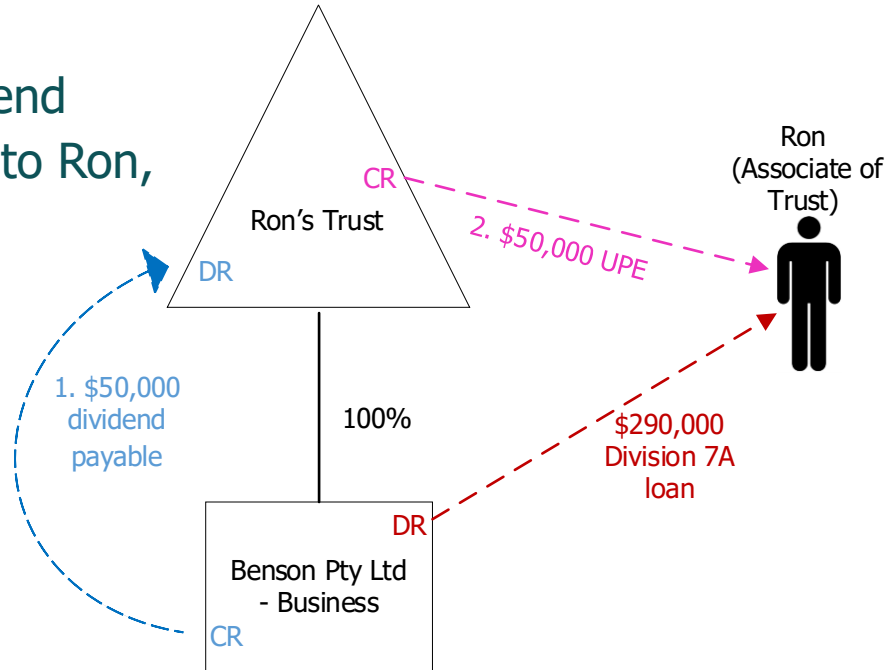 end
to Ron,
CR
Ron's Trust
DR
2. $50,000 UPE
Ron
(Associate of
Trust)
1. $50,000
dividend
payable
100%
$290,000
Division 7A
loan
DR
Benson Pty Ltd
- Business
CR